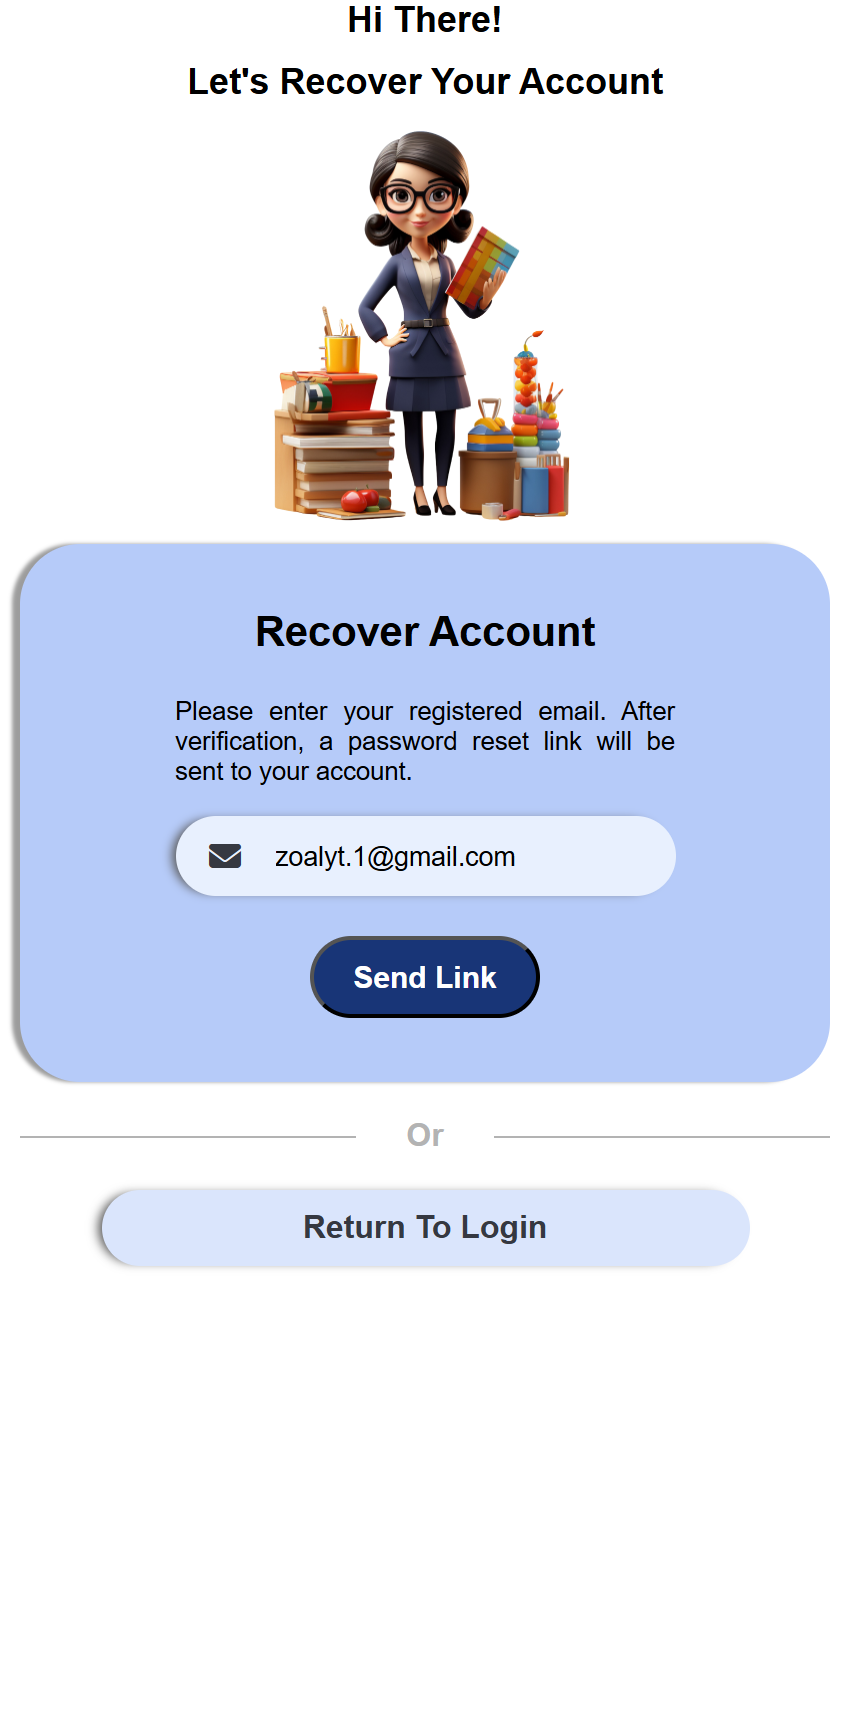 Hi There!
Let's Recover Your Account
Recover Account
Please enter your registered email. After
verification, a password reset link will be
sent to your account.
zoalyt.1@gmail.com
Send Link
Or
Return To Login